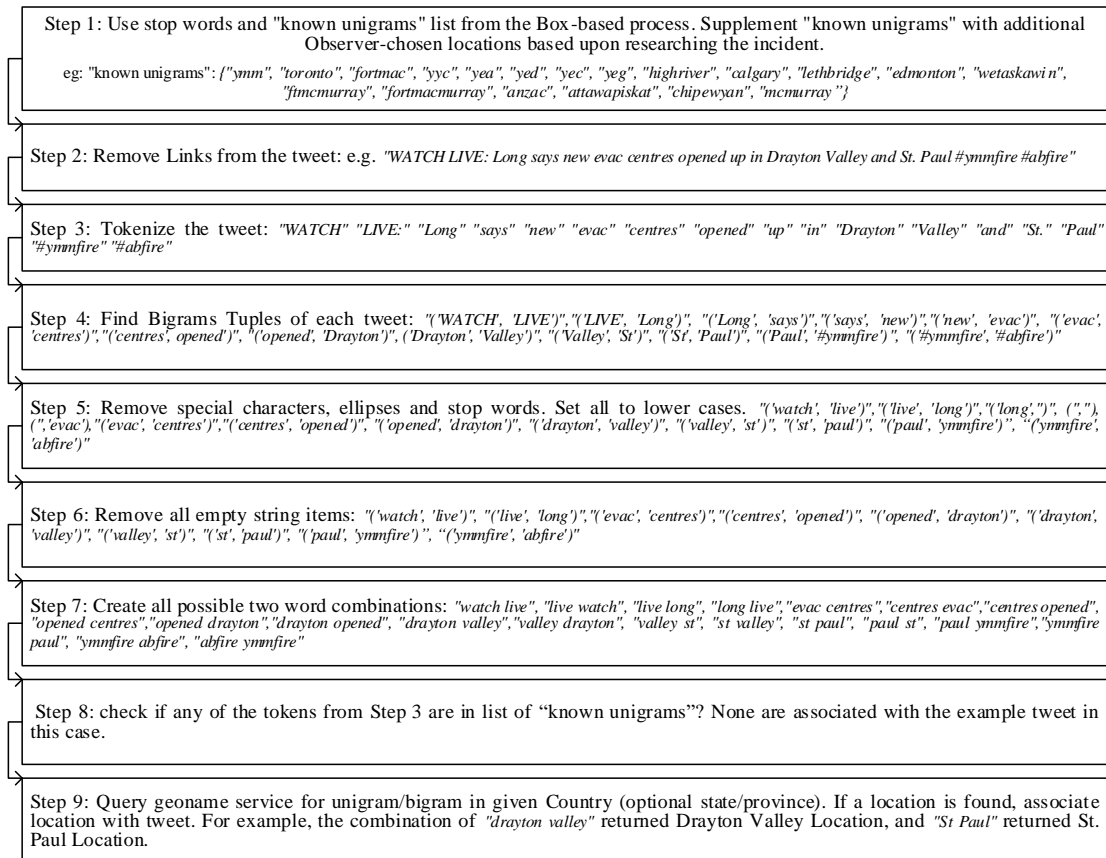 Step 1: Use stop words and "known unigrams" list from the Box-based process. Supplement "known unigrams" with additional
Observer-chosen locations based upon researching the incident.
eg: "known unigrams": {"ymm", "toronto", "fortmac", "yyc", "yea", "yed", "yec", "yeg", "highriver", "calgary", "lethbridge", "edmonton", "wetaskawin",
"ftmcmurray", "fortmacmurray", "anzac", "attawapiskat", "chipewyan", "mcmurray”}
Step 2: Remove Links from the tweet: e.g. "WATCH LIVE: Long says new evac centres opened up in Drayton Valley and St. Paul #ymmfire #abfire"
Step 3: Tokenize the tweet: "WATCH" "LIVE:" "Long" "says" "new" "evac" "centres" "opened" "up" "in" "Drayton" "Valley" "and" "St." "Paul"
"#ymmfire" "#abfire"
Step 4: Find Bigrams Tuples of each tweet: "('WATCH', 'LIVE')","('LIVE', 'Long')", "('Long', 'says')","('says', 'new')","('new', 'evac')", "('evac',
'centres')","('centres', opened')", "('opened', 'Drayton')", ('Drayton', 'Valley')", "('Valley', 'St')", "('St', 'Paul')", "('Paul', '#ymmfire')", "('#ymmfire', '#abfire')"
Step 5: Remove special characters, ellipses and stop words. Set all to lower cases. "('watch', 'live')","('live', 'long')","('long','')", ('',''),
('','evac'),"('evac', 'centres')","('centres', 'opened')", "('opened', 'drayton')", "('drayton', 'valley')", "('valley', 'st')", "('st', 'paul')", "('paul', 'ymmfire')”, “('ymmfire',
'abfire')"
Step 6: Remove all empty string items: "('watch', 'live')", "('live', 'long')","('evac', 'centres')","('centres', 'opened')", "('opened', 'drayton')", "('drayton',
'valley')", "('valley', 'st')", "('st', 'paul')", "('paul', 'ymmfire')”, “('ymmfire', 'abfire')"
Step 7: Create all possible two word combinations: "watch live", "live watch", "live long", "long live","evac centres","centres evac","centres opened",
"opened centres","opened drayton","drayton opened", "drayton valley","valley drayton", "valley st", "st valley", "st paul", "paul st", "paul ymmfire","ymmfire
paul", "ymmfire abfire", "abfire ymmfire"
Step 8: check if any of the tokens from Step 3 are in list of “known unigrams”? None are associated with the example tweet in
this case.
Step 9: Query geoname service for unigram/bigram in given Country (optional state/province). If a location is found, associate
location with tweet. For example, the combination of "drayton valley" returned Drayton Valley Location, and "St Paul" returned St.
Paul Location.